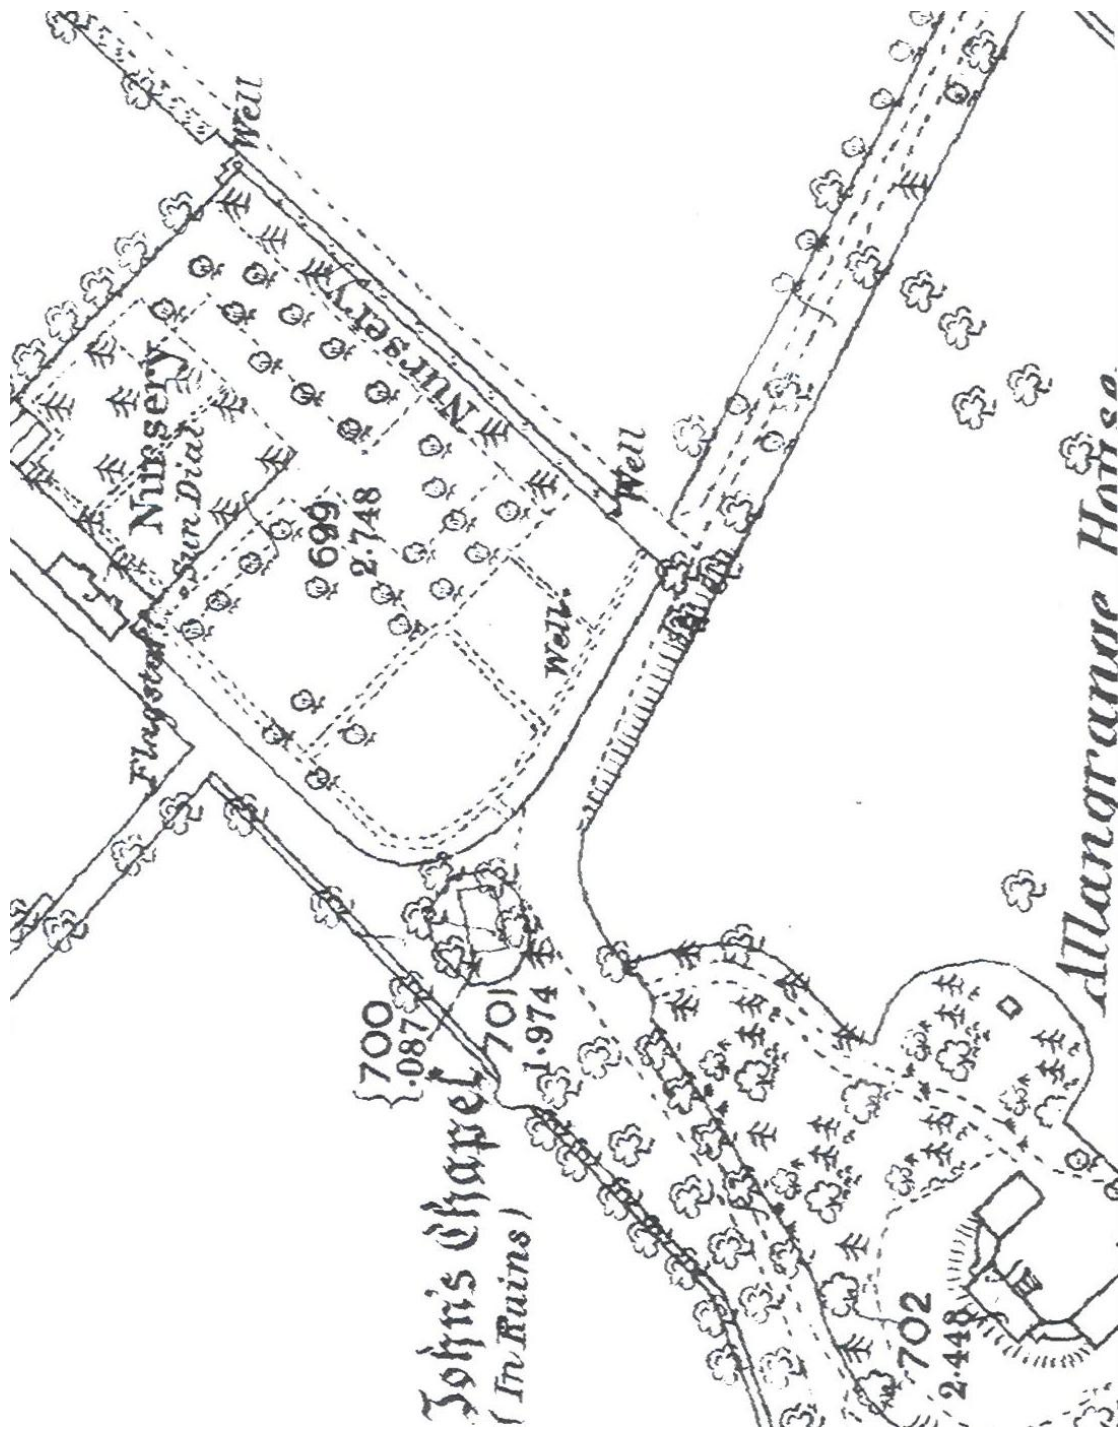 Well
Nursery
Nursery
Sun Dial
699
2·748
Well
Well
Flagstaff
700
·087
701
1·974
John's Chapel
(In Ruins)
Allangrange House
702
2·448